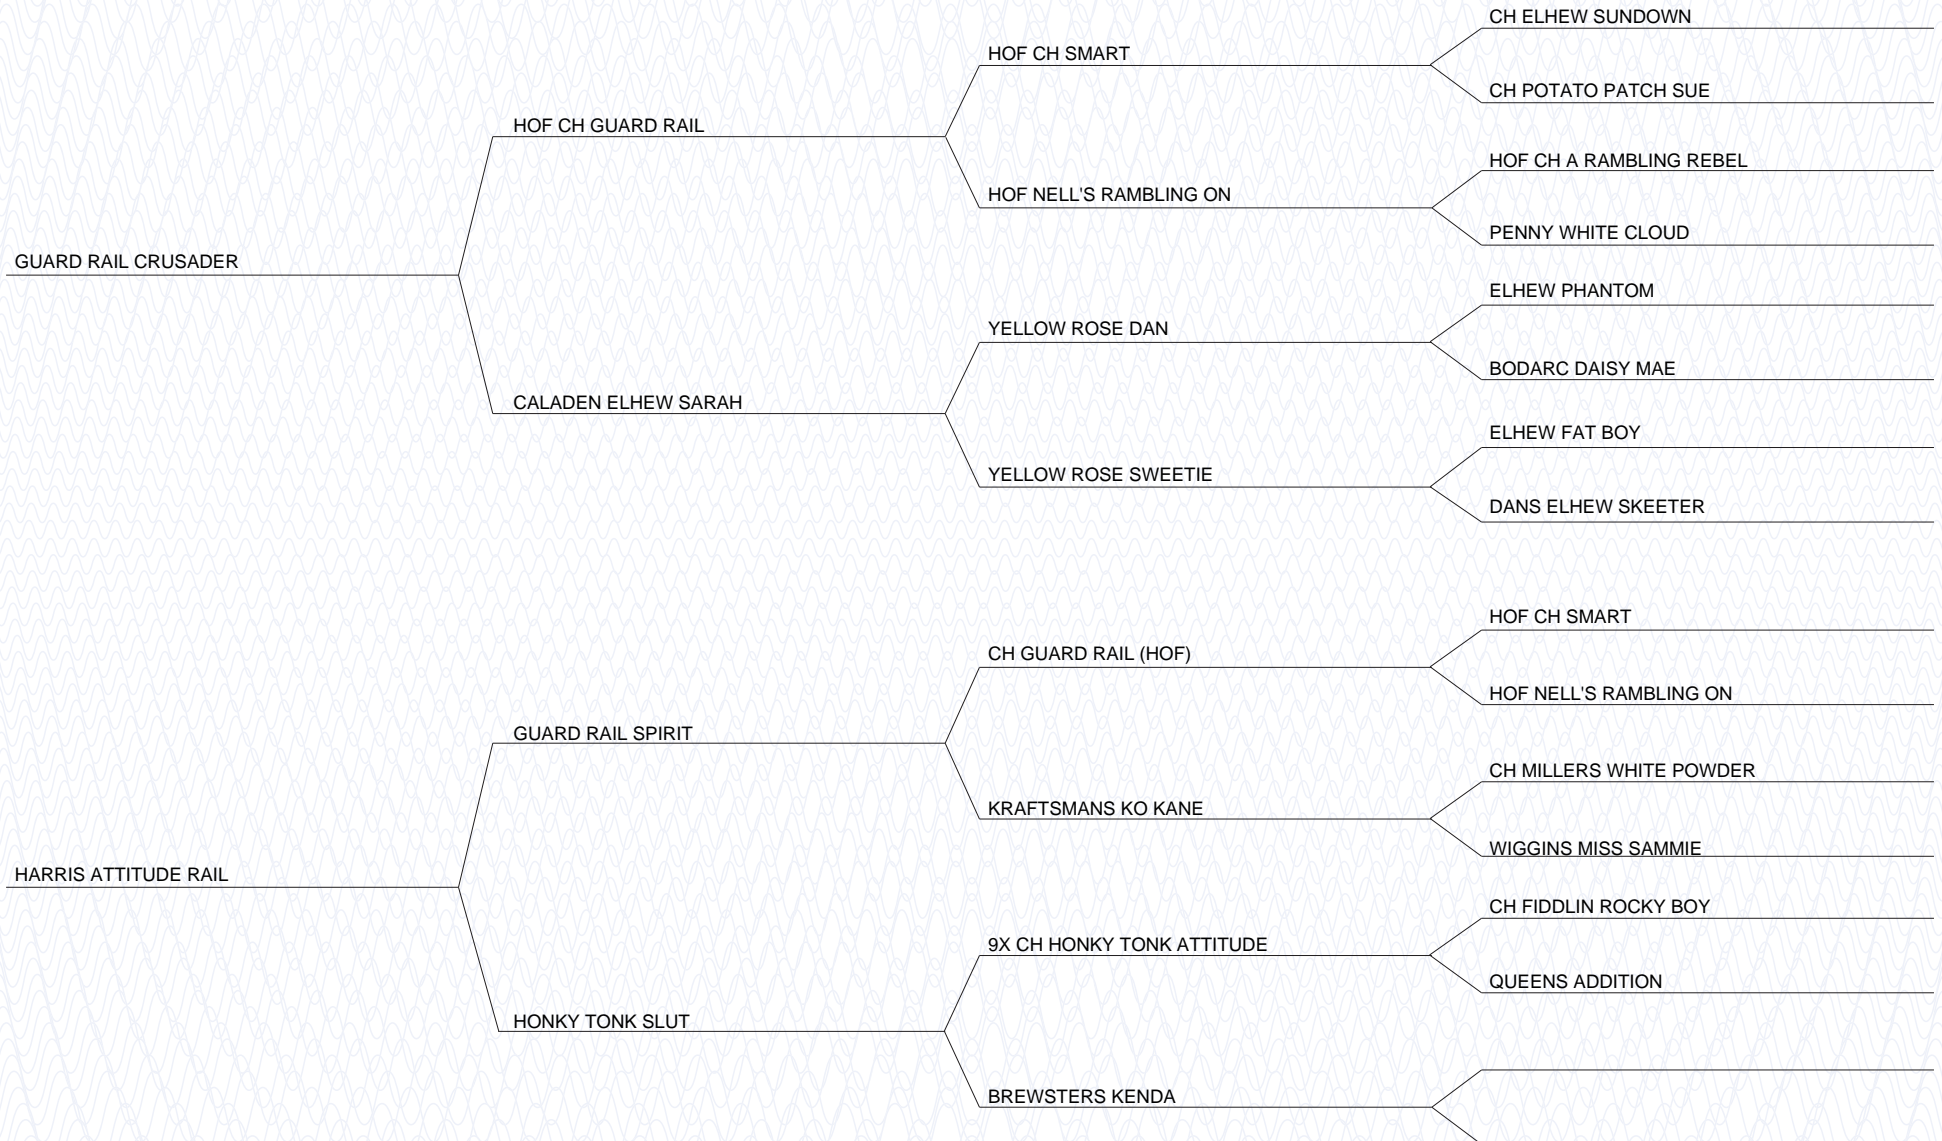 CH ELHEW SUNDOWN
HOF CH SMART
CH POTATO PATCH SUE
HOF CH GUARD RAIL
HOF CH A RAMBLING REBEL
HOF NELL'S RAMBLING ON
PENNY WHITE CLOUD
GUARD RAIL CRUSADER
ELHEW PHANTOM
YELLOW ROSE DAN
BODARC DAISY MAE
CALADEN ELHEW SARAH
ELHEW FAT BOY
YELLOW ROSE SWEETIE
DANS ELHEW SKEETER
HOF CH SMART
CH GUARD RAIL (HOF)
HOF NELL'S RAMBLING ON
GUARD RAIL SPIRIT
CH MILLERS WHITE POWDER
KRAFTSMANS KO KANE
WIGGINS MISS SAMMIE
HARRIS ATTITUDE RAIL
CH FIDDLIN ROCKY BOY
9X CH HONKY TONK ATTITUDE
QUEENS ADDITION
HONKY TONK SLUT
BREWSTERS KENDA